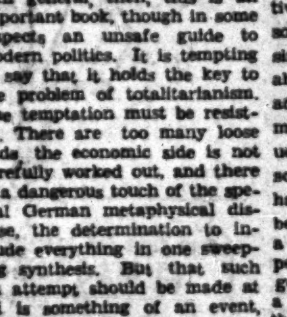 portant book, though in some
pects an unsafe guide to
odern politics. It is tempting
say that it holds the key to
e problem of totalitarianism.
e temptation must be resist-
There are too many loose
ds, the economic side is not
refully worked out, and there
a dangerous touch of the spe-
al German metaphysical dis-
se, the determination to in-
ude everything in one sweep-
g synthesis. But that such
attempt should be made at
is something of an event,